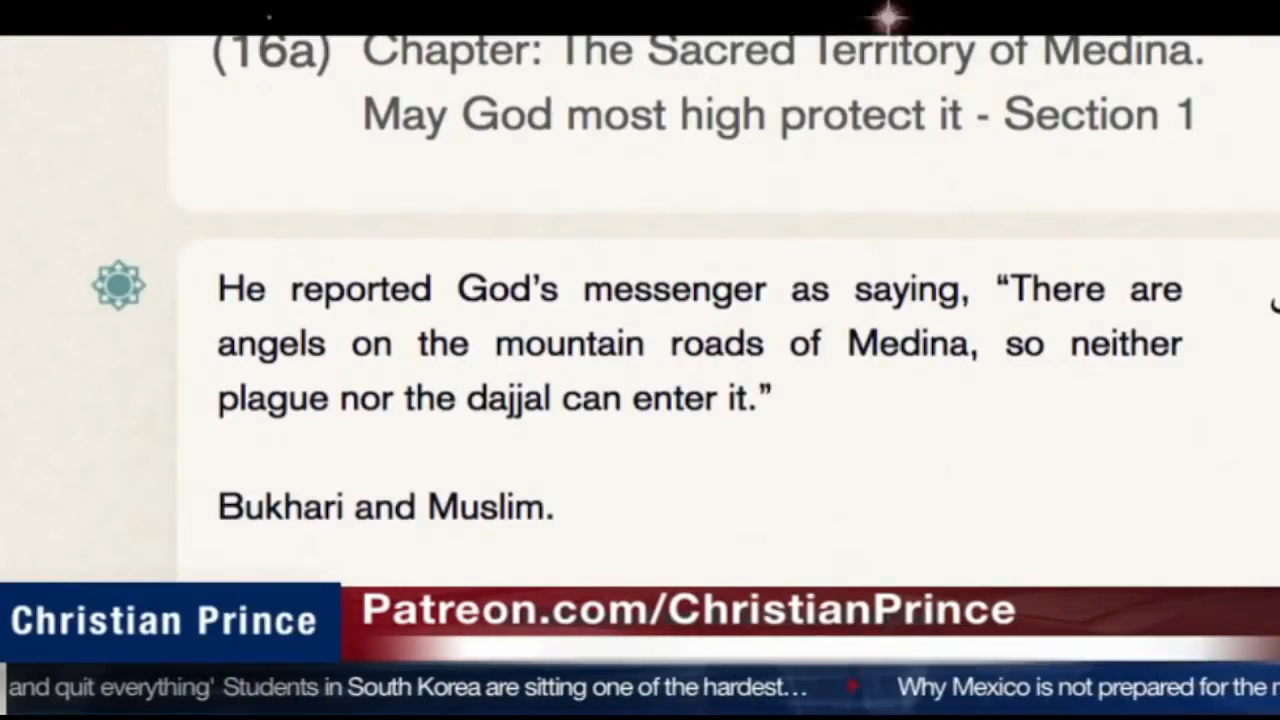 (16a) Chapter: The Sacred Territory of Medina.
May God most high protect it - Section 1
He reported God’s messenger as saying, “There are
angels on the mountain roads of Medina, so neither
plague nor the dajjal can enter it.”
Bukhari and Muslim.
Christian Prince
Patreon.com/ChristianPrince
and quit everything' Students in South Korea are sitting one of the hardest... Why Mexico is not prepared for the